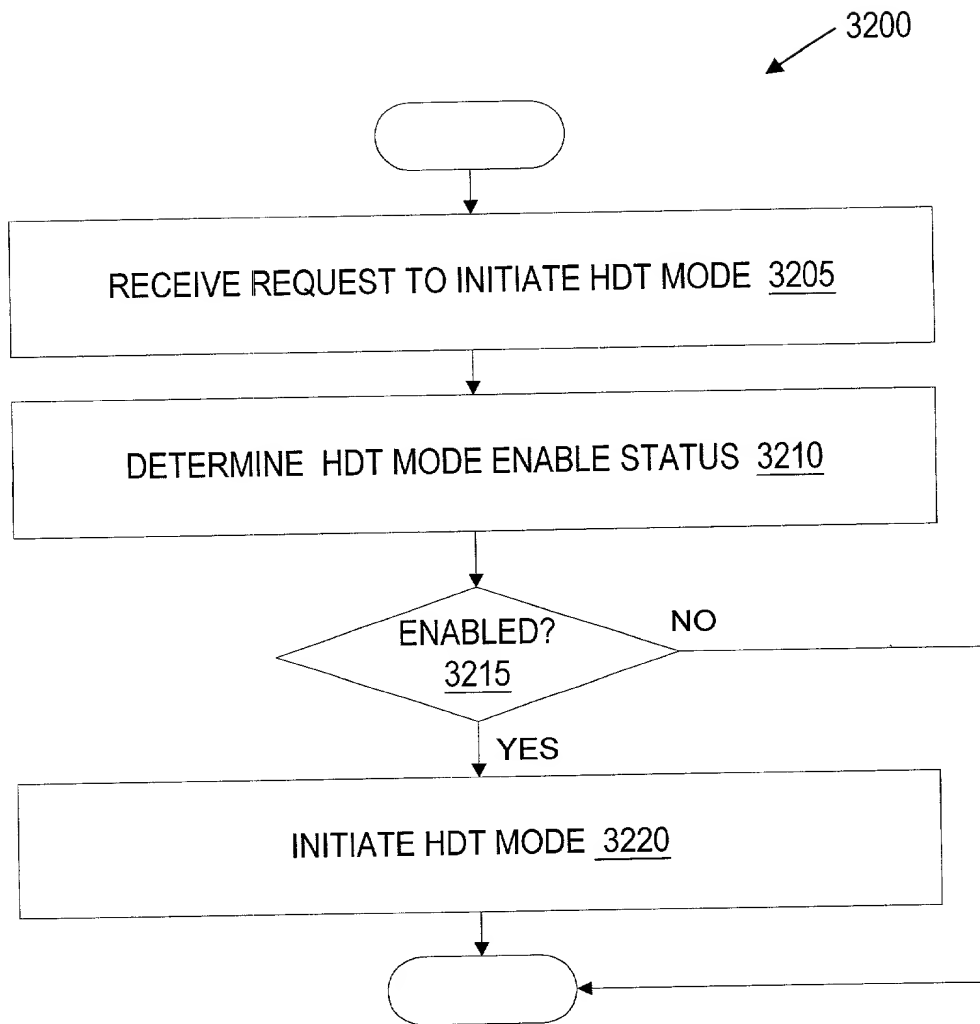 3200
RECEIVE REQUEST TO INITIATE HDT MODE 3205
DETERMINE HDT MODE ENABLE STATUS 3210
ENABLED?
3215
NO
YES
INITIATE HDT MODE 3220